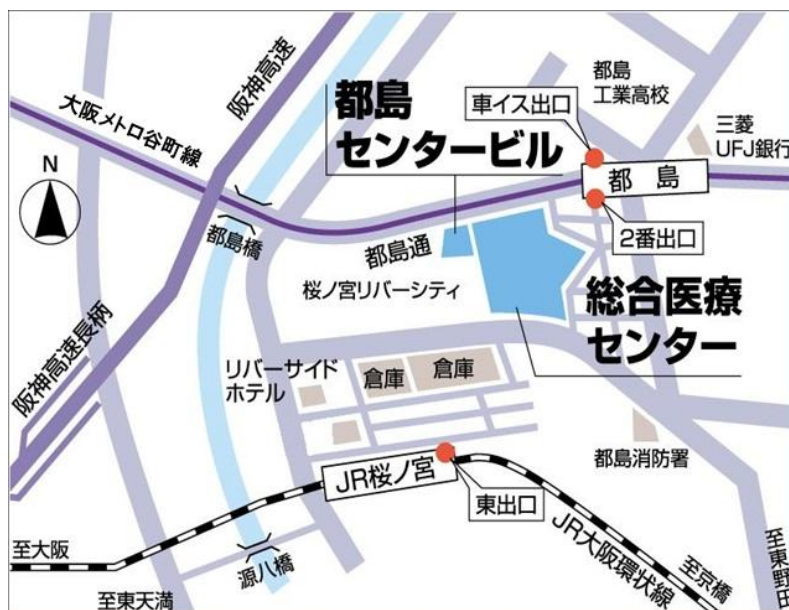 阪神高速
大阪メトロ谷町線
都島
センタービル
車イス出口
都島
工業高校
三菱
UFJ銀行
N
都島
2番出口
都島橋
都島通
桜ノ宮リバーシティ
総合医療
センター
阪神高速長柄
リバーサイド
ホテル
倉庫
倉庫
都島消防署
JR桜ノ宮
東出口
JR大阪環状線
至大阪
源八橋
至東天満
至京橋
至東野田